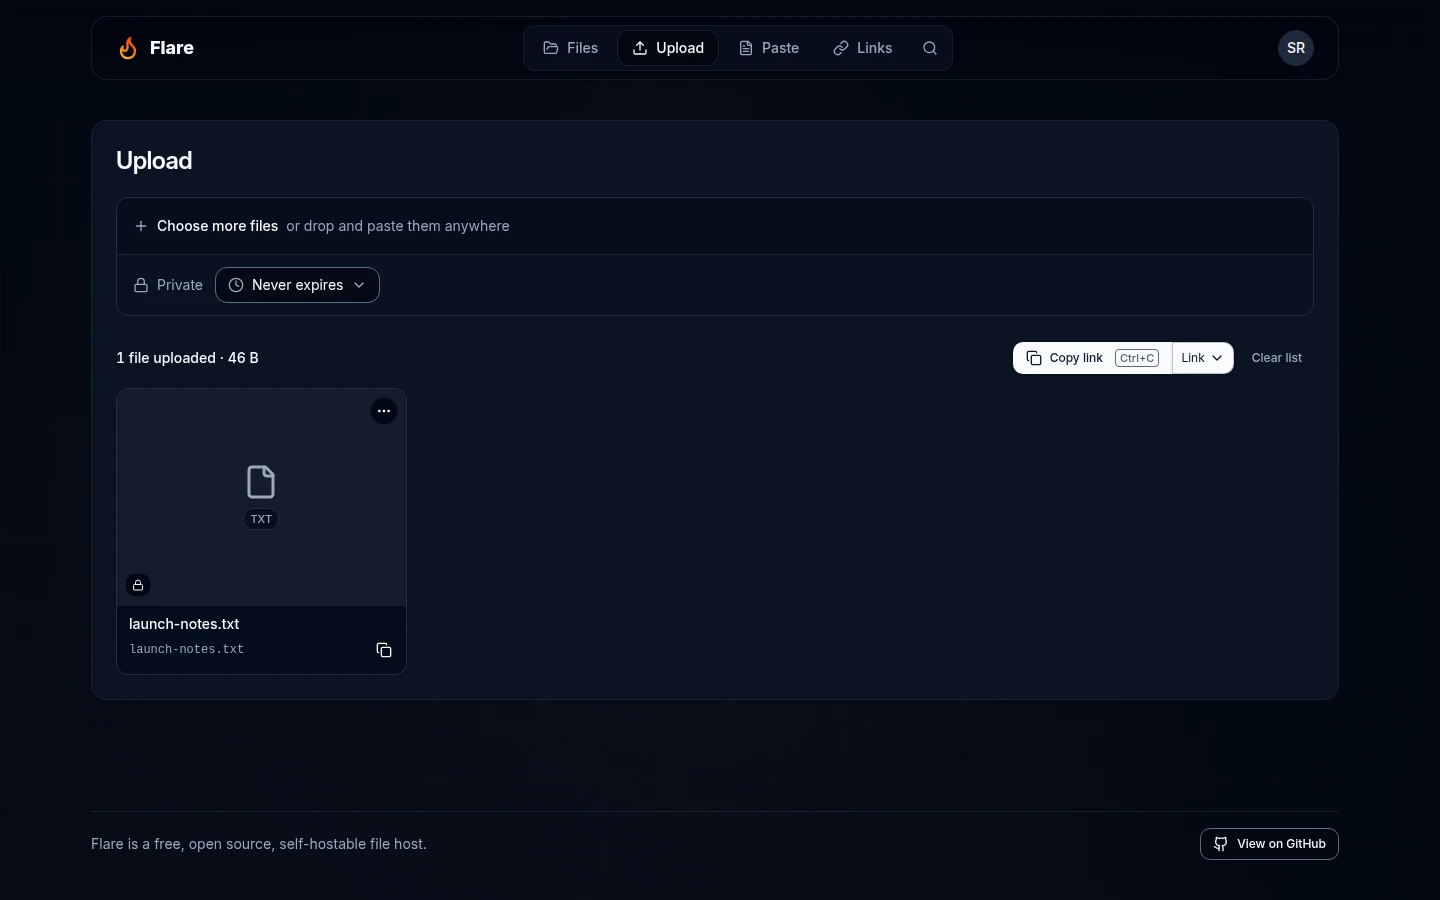 Flare
Files
Upload
Paste
Links
SR
Upload
Choose more files or drop and paste them anywhere
Private
Never expires
1 file uploaded · 46 B
Copy link Ctrl+C
Link
Clear list
TXT
launch-notes.txt
launch-notes.txt
Flare is a free, open source, self-hostable file host.
View on GitHub